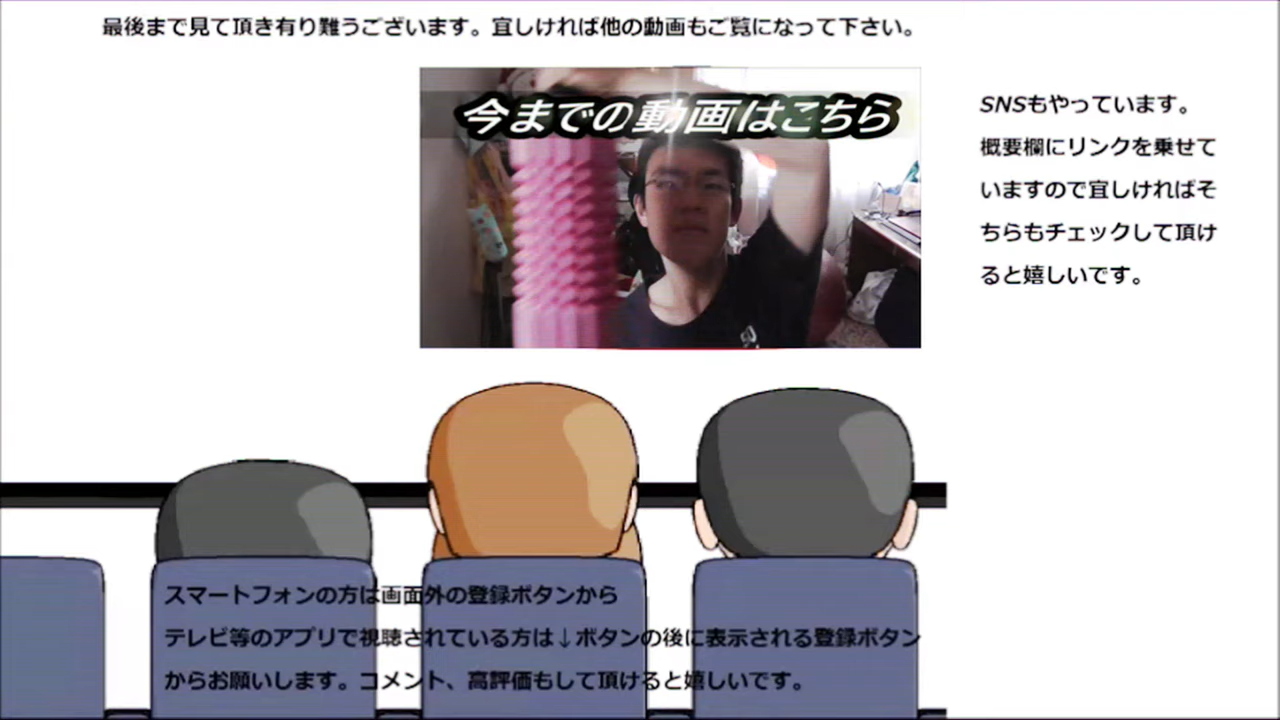 最後まで見て頂き有り難うございます。宜しければ他の動画もご覧になって下さい。
今までの動画はこちら
SNSもやっています。
概要欄にリンクを乗せて
いますので宜しければそ
ちらもチェックして頂け
ると嬉しいです。
スマートフォンの方は画面外の登録ボタンから
テレビ等のアプリで視聴されている方は↓ボタンの後に表示される登録ボタン
からお願いします。コメント、高評価もして頂けると嬉しいです。